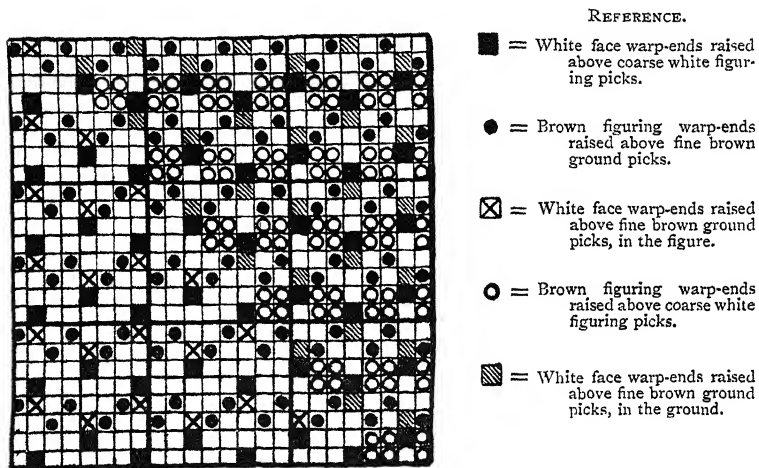 REFERENCE.
= White face warp-ends raised
above coarse white figur-
ing picks.
= Brown figuring warp-ends
raised above fine brown
ground picks.
= White face warp-ends raised
above fine brown ground
picks, in the figure.
= Brown figuring warp-ends
raised above coarse white
figuring picks.
= White face warp-ends raised
above fine brown ground
picks, in the ground.